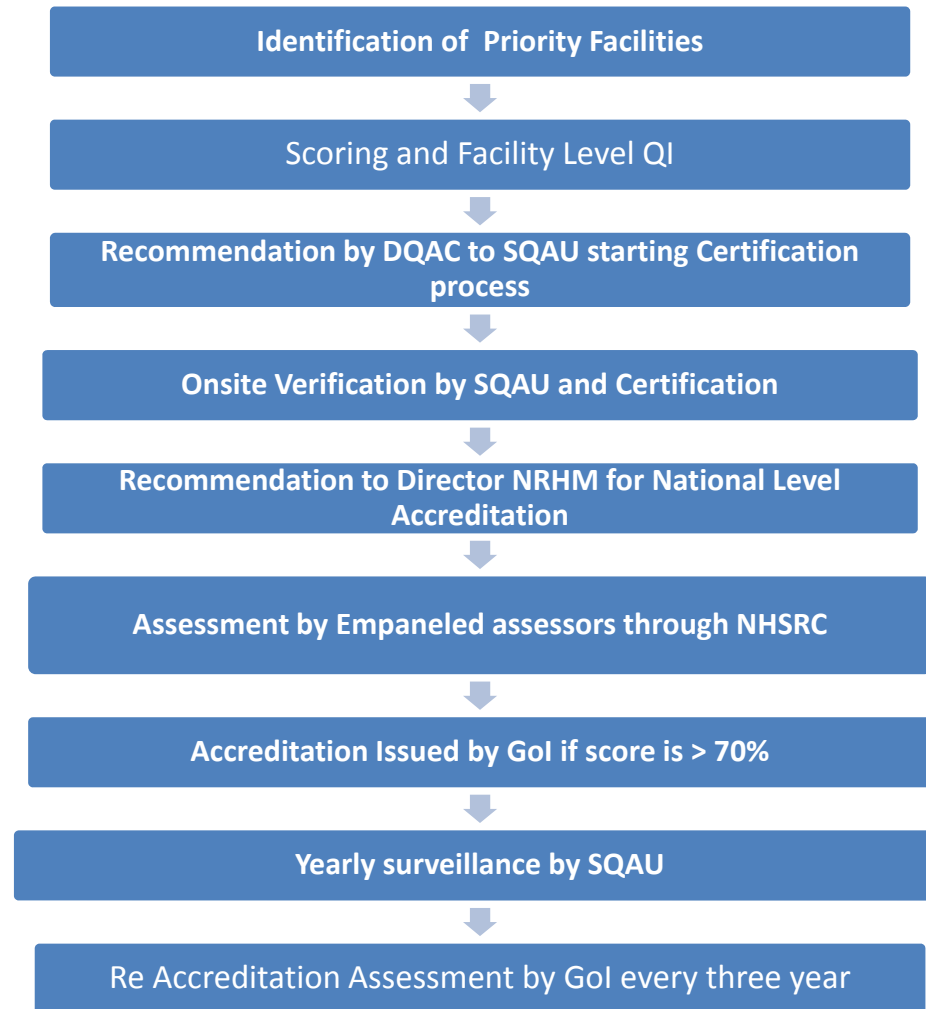 Identification of Priority Facilities
Scoring and Facility Level QI
Recommendation by DQAC to SQAU starting Certification
process
Onsite Verification by SQAU and Certification
Recommendation to Director NRHM for National Level
Accreditation
Assessment by Empaneled assessors through NHSRC
Accreditation Issued by GoI if score is > 70%
Yearly surveillance by SQAU
Re Accreditation Assessment by GoI every three year